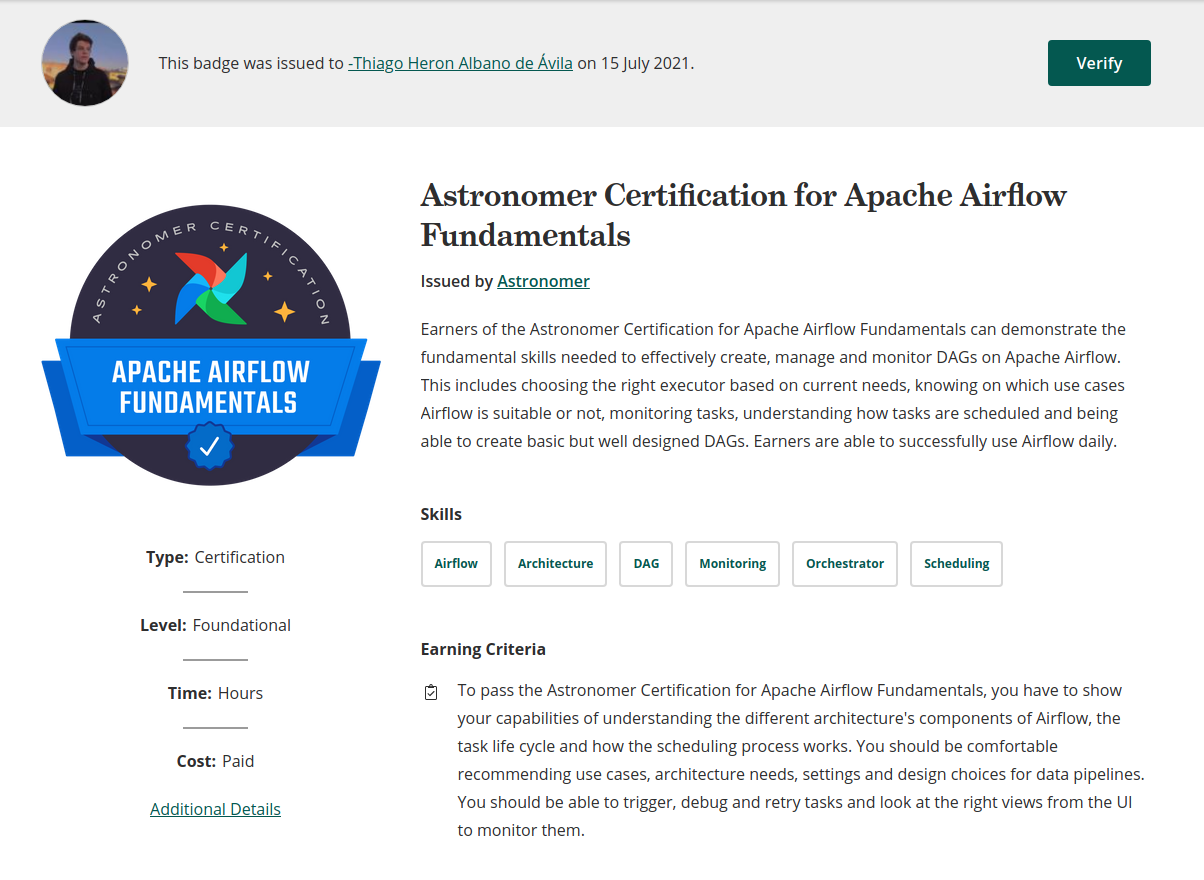 This badge was issued to -Thiago Heron Albano de Ávila on 15 July 2021.
Verify
ASTRONOMER CERTIFICATION
APACHE AIRFLOW
FUNDAMENTALS
Type: Certification
Level: Foundational
Time: Hours
Cost: Paid
Additional Details
Astronomer Certification for Apache Airflow
Fundamentals
Issued by Astronomer
Earners of the Astronomer Certification for Apache Airflow Fundamentals can demonstrate the
fundamental skills needed to effectively create, manage and monitor DAGs on Apache Airflow.
This includes choosing the right executor based on current needs, knowing on which use cases
Airflow is suitable or not, monitoring tasks, understanding how tasks are scheduled and being
able to create basic but well designed DAGs. Earners are able to successfully use Airflow daily.
Skills
Airflow Architecture DAG Monitoring Orchestrator Scheduling
Earning Criteria
To pass the Astronomer Certification for Apache Airflow Fundamentals, you have to show
your capabilities of understanding the different architecture's components of Airflow, the
task life cycle and how the scheduling process works. You should be comfortable
recommending use cases, architecture needs, settings and design choices for data pipelines.
You should be able to trigger, debug and retry tasks and look at the right views from the UI
to monitor them.